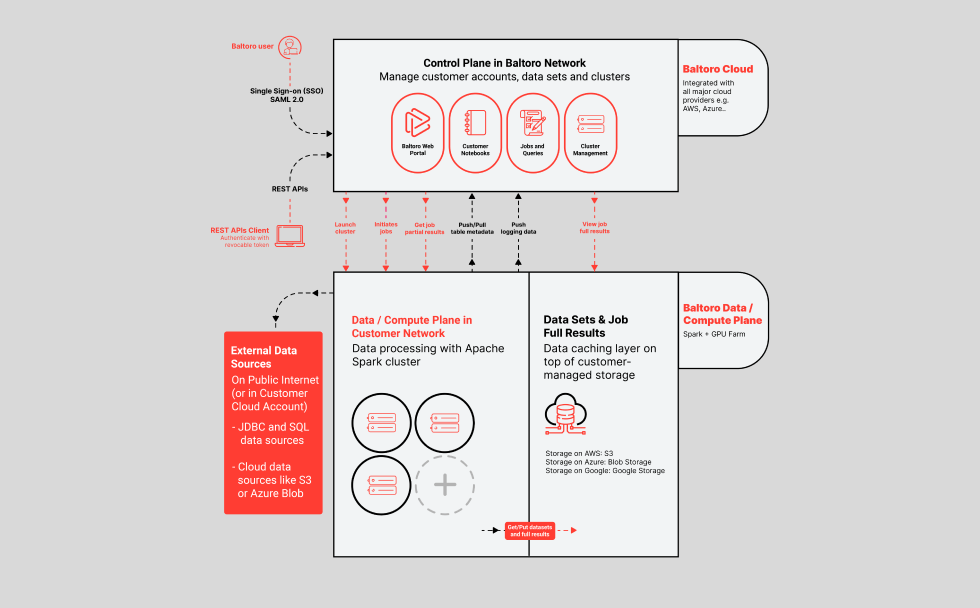 Baltoro user
Single Sign-on (SSO)
SAML 2.0
REST APIs
REST APIs Client
Authenticate with
ravocable token
Control Plane in Baltoro Network
Manage customer accounts, data sets and clusters
Baltoro Web
Portal
Customer
Notebooks
Jobs and
Queries
Cluster
Management
Baltoro Cloud
Integrated with
all major cloud
providers e.g.
AWS, Azure..
Launch
cluster
Initiates
jobs
Get job
partial results
Push/Pull
table metadata
Push
logging data
View job
full results
External Data
Sources
On Public Internet
(or in Customer
Cloud Account)
- JDBC and SQL
data sources
- Cloud data
sources like S3
or Azure Blob
Data / Compute Plane in
Customer Network
Data processing with Apache
Spark cluster
Data Sets & Job
Full Results
Data caching layer on
top of customer-
managed storage
Storage on AWS: S3
Storage on Azure: Blob Storage
Storage on Google: Google Storage
Get/Put datasets
and full results
Baltoro Data /
Compute Plane
Spark + GPU Farm